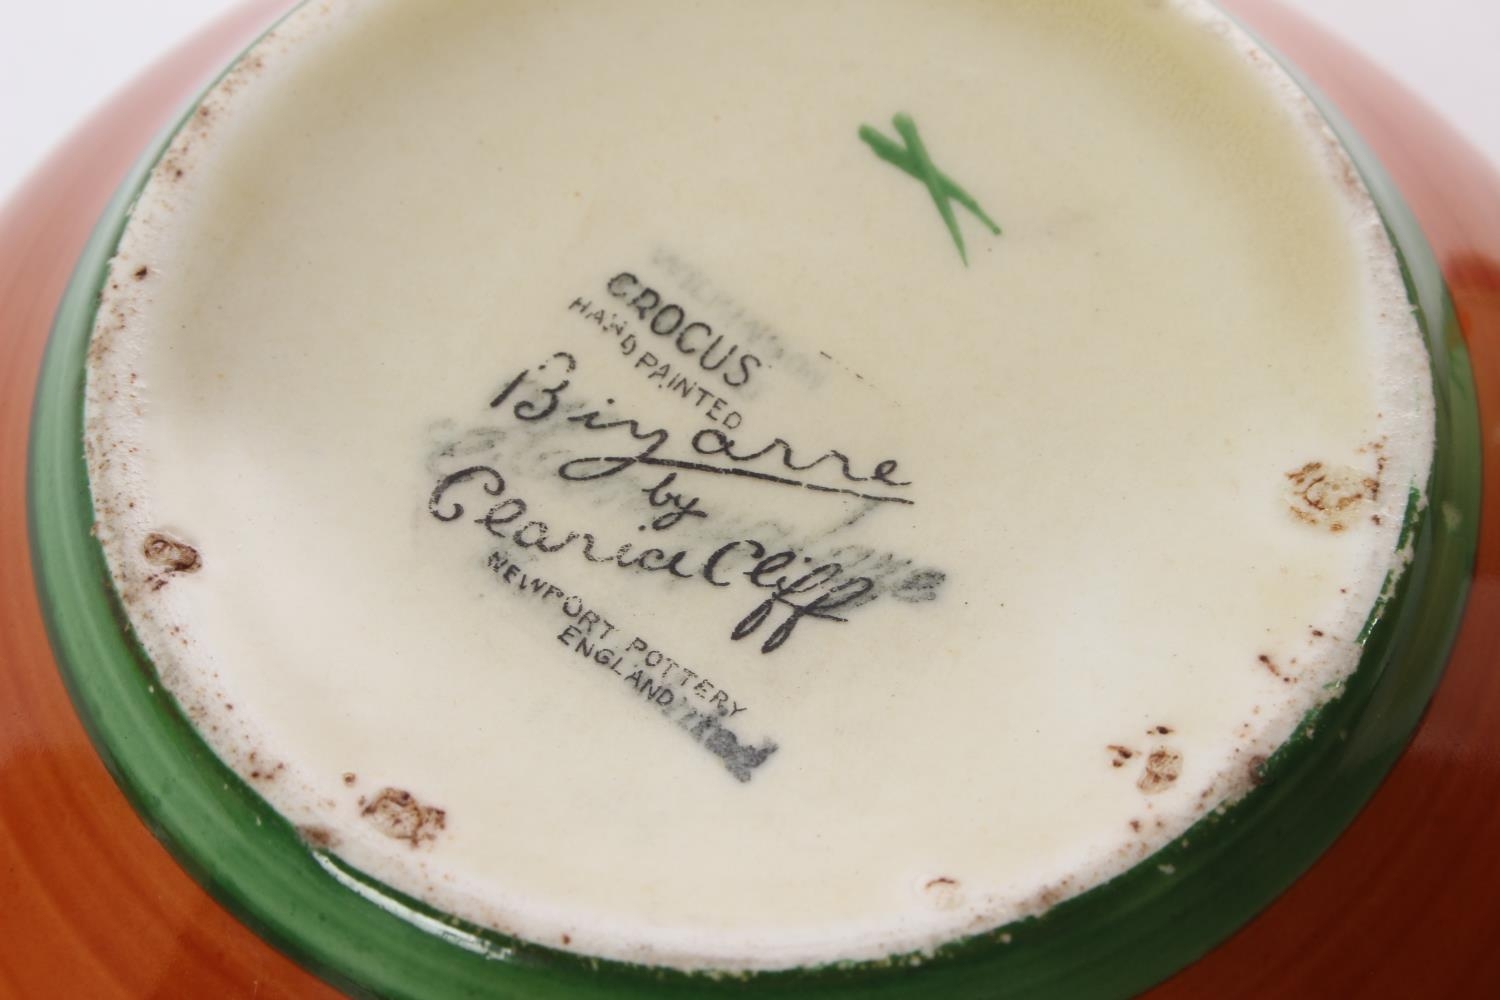 CROCUS
HAND PAINTED
Bizarre
by
Clarice Cliff
NEWPORT POTTERY
ENGLAND